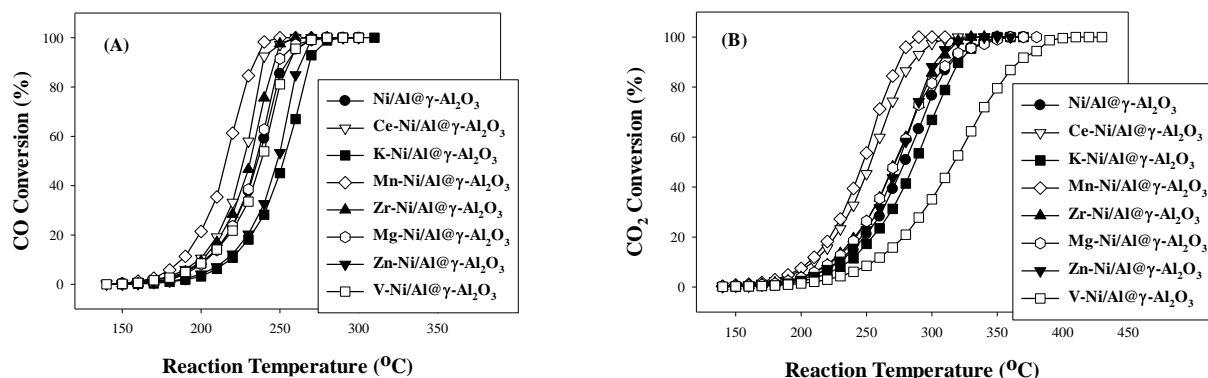 (A)
CO Conversion (%)
100
80
60
40
20
0
150 200 250 300 350
Reaction Temperature (ºC)
Ni/Al@γ-Al₂O₃
Ce-Ni/Al@γ-Al₂O₃
K-Ni/Al@γ-Al₂O₃
Mn-Ni/Al@γ-Al₂O₃
Zr-Ni/Al@γ-Al₂O₃
Mg-Ni/Al@γ-Al₂O₃
Zn-Ni/Al@γ-Al₂O₃
V-Ni/Al@γ-Al₂O₃
(B)
CO₂ Conversion (%)
100
80
60
40
20
0
150 200 250 300 350 400 450
Reaction Temperature (ºC)
Ni/Al@γ-Al₂O₃
Ce-Ni/Al@γ-Al₂O₃
K-Ni/Al@γ-Al₂O₃
Mn-Ni/Al@γ-Al₂O₃
Zr-Ni/Al@γ-Al₂O₃
Mg-Ni/Al@γ-Al₂O₃
Zn-Ni/Al@γ-Al₂O₃
V-Ni/Al@γ-Al₂O₃